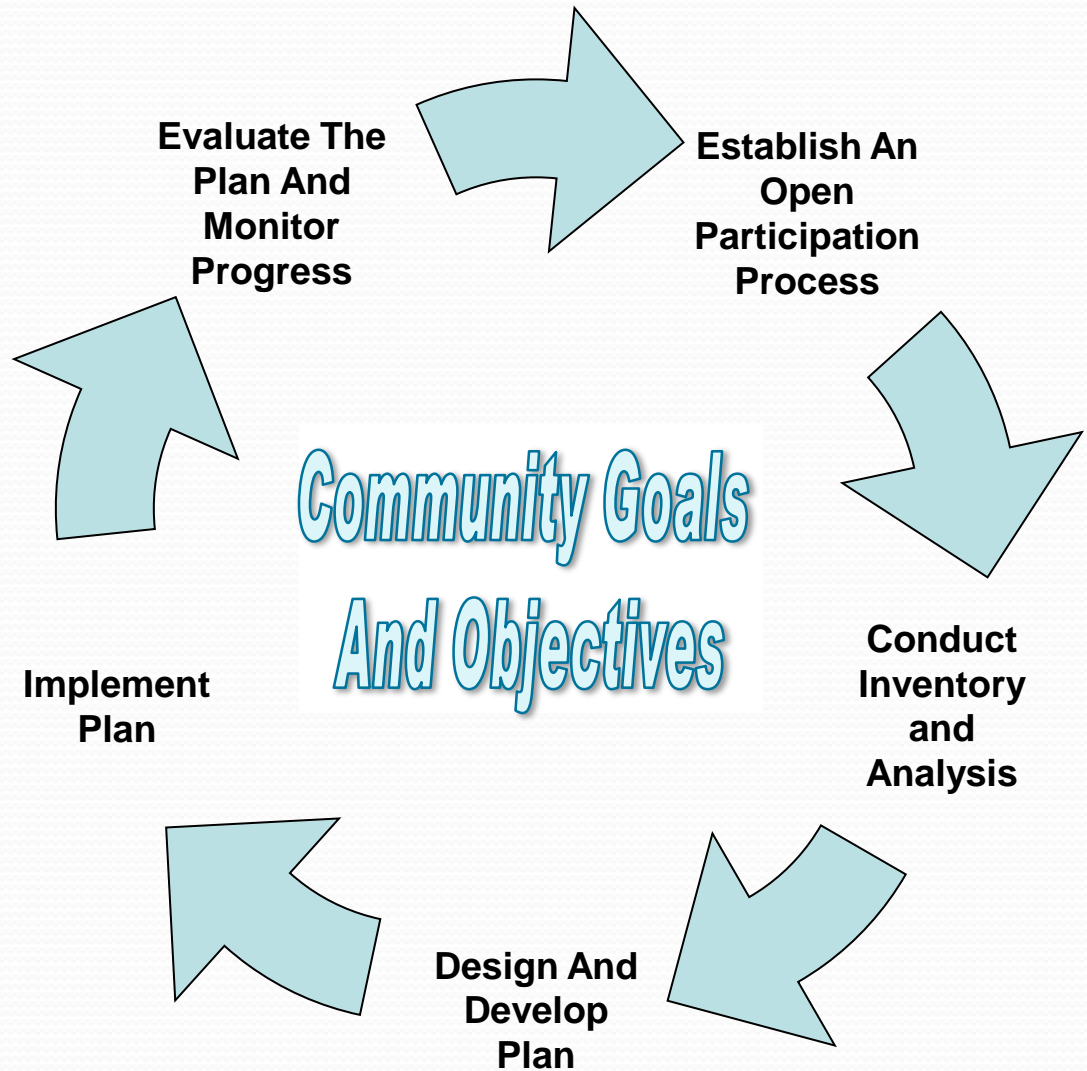 Evaluate The
Plan And
Monitor
Progress
Establish An
Open
Participation
Process
Community Goals
And Objectives
Conduct
Inventory
and
Analysis
Implement
Plan
Design And
Develop
Plan